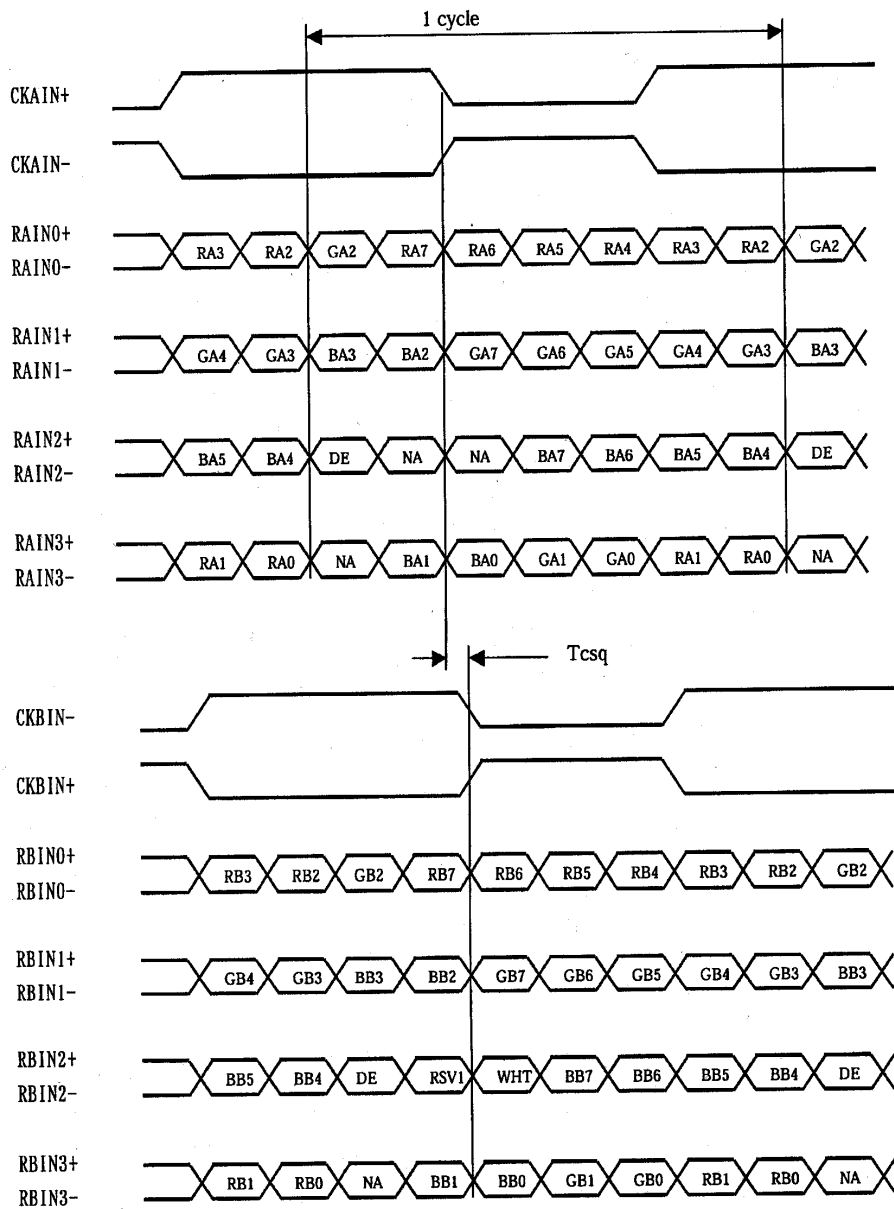 1 cycle
CKAIN+
CKAIN-
RAIN0+
RA3 RA2 GA2 RA7 RA6 RA5 RA4 RA3 RA2 GA2
RAIN0-
RAIN1+
GA4 GA3 BA3 BA2 GA7 GA6 GA5 GA4 GA3 BA3
RAIN1-
RAIN2+
BA5 BA4 DE NA NA BA7 BA6 BA5 BA4 DE
RAIN2-
RAIN3+
RA1 RA0 NA BA1 BA0 GA1 GA0 RA1 RA0 NA
RAIN3-
Tcsq
CKBIN-
CKBIN+
RBIN0+
RB3 RB2 GB2 RB7 RB6 RB5 RB4 RB3 RB2 GB2
RBIN0-
RBIN1+
GB4 GB3 BB3 BB2 GB7 GB6 GB5 GB4 GB3 BB3
RBIN1-
RBIN2+
BB5 BB4 DE RSV1 WHT BB7 BB6 BB5 BB4 DE
RBIN2-
RBIN3+
RB1 RB0 NA BB1 BB0 GB1 GB0 RB1 RB0 NA
RBIN3-